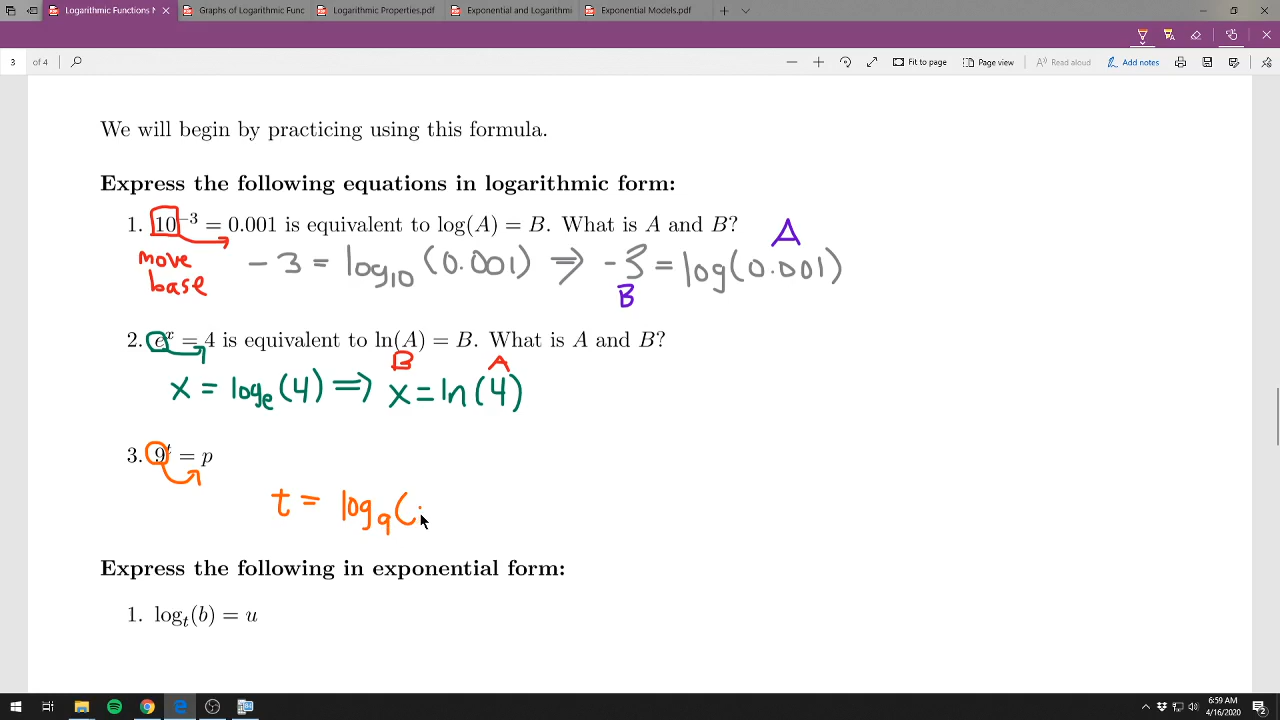 Logarithmic Functions N
Graphs of Logarithmic Func
Logarithmic Properties.pdf
Exponential and Logarithmi
Exponential Models.pdf
3 of 4
Fit to page
Page view
Read aloud
Add notes
We will begin by practicing using this formula.
Express the following equations in logarithmic form:
1. 10⁻³ = 0.001 is equivalent to log(A) = B. What is A and B?
A
move base
-3 = log₁₀(0.001) ⟹ -3 = log(0.001)
B
2. eˣ = 4 is equivalent to ln(A) = B. What is A and B?
B A
x = logₑ(4) ⟹ x = ln(4)
3. 9ᵗ = p
t = log₉(
Express the following in exponential form:
1. logₜ(b) = u
6:59 AM
4/16/2020
2